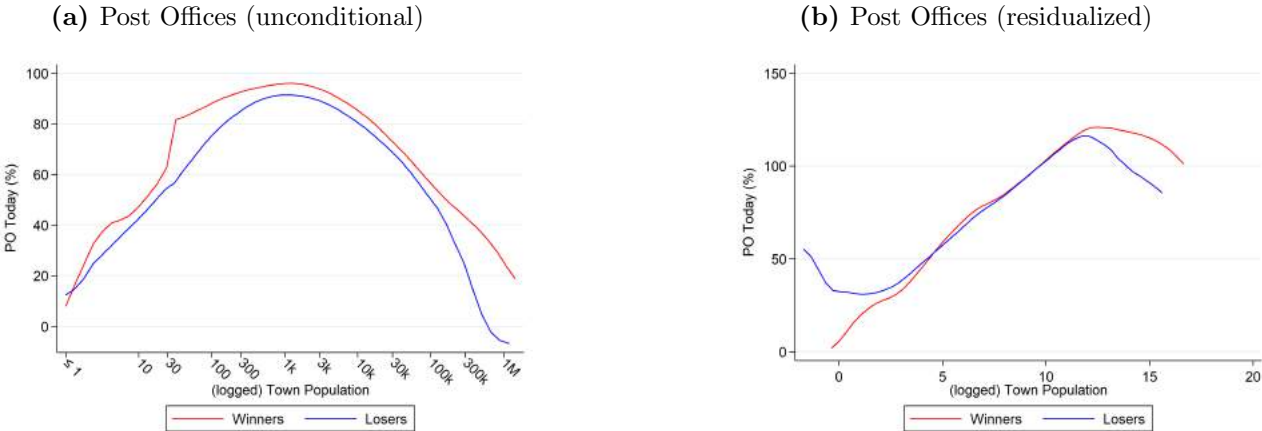 (a) Post Offices (unconditional)
100
80
60
40
20
0
PO Today (%)
≤ 1
10
30
100
300
1k
3k
10k
30k
100k
300k
1M
(logged) Town Population
Winners Losers
(b) Post Offices (residualized)
150
100
50
0
PO Today (%)
0 5 10 15 20
(logged) Town Population
Winners Losers